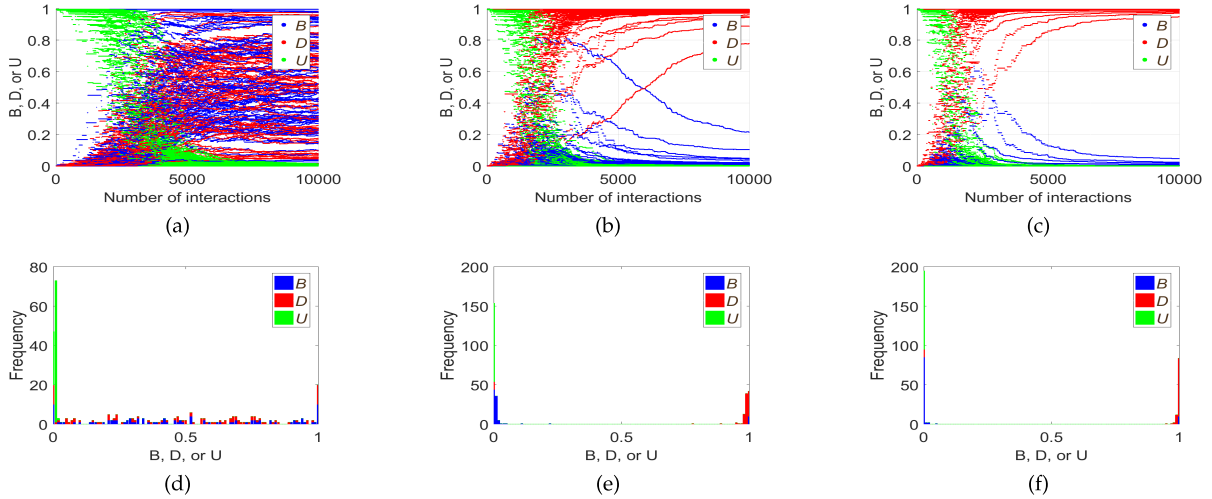 B, D, or U
1
0.8
0.6
0.4
0.2
0
B
D
U
0 5000 10000
Number of interactions
(a)
B, D, or U
1
0.8
0.6
0.4
0.2
0
B
D
U
0 5000 10000
Number of interactions
(b)
B, D, or U
1
0.8
0.6
0.4
0.2
0
B
D
U
0 5000 10000
Number of interactions
(c)
Frequency
80
60
40
20
0
B
D
U
0 0.5 1
B, D, or U
(d)
Frequency
200
150
100
50
0
B
D
U
0 0.5 1
B, D, or U
(e)
Frequency
200
150
100
50
0
B
D
U
0 0.5 1
B, D, or U
(f)